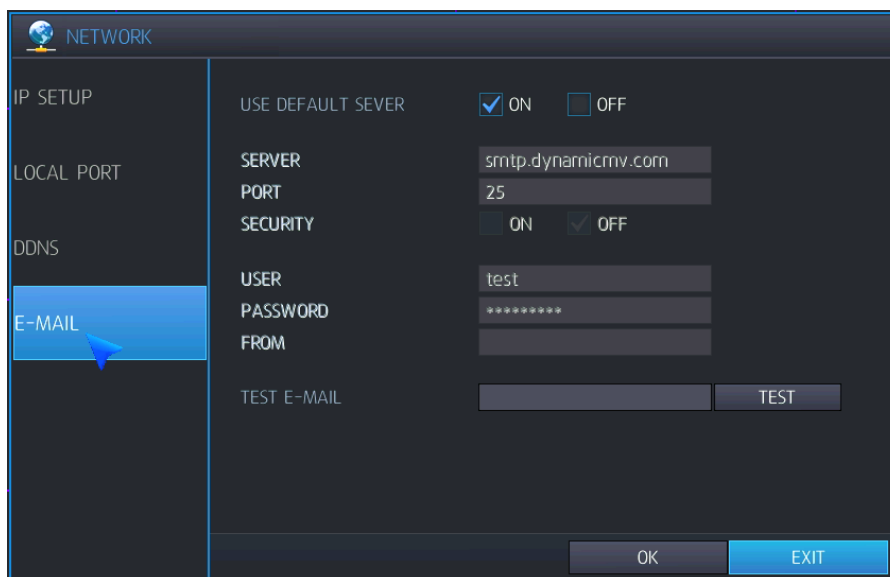 NETWORK
IP SETUP
LOCAL PORT
DDNS
E-MAIL
USE DEFAULT SEVER ON OFF
SERVER smtp.dynamicmv.com
PORT 25
SECURITY ON OFF
USER test
PASSWORD *********
FROM
TEST E-MAIL TEST
OK EXIT